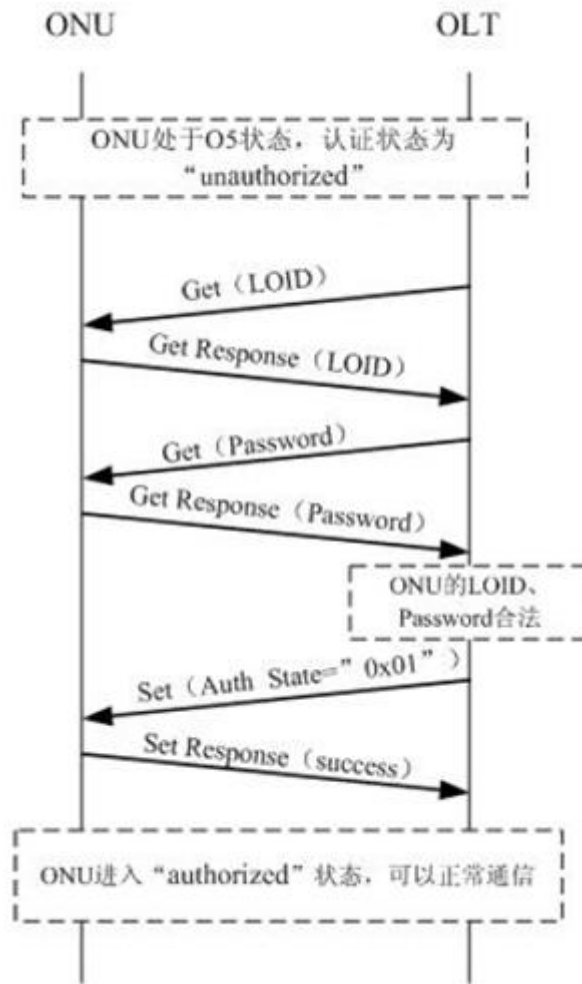 ONU
OLT
ONU处于O5状态，认证状态为
“unauthorized”
Get（LOID）
Get Response（LOID）
Get（Password）
Get Response（Password）
ONU的LOID、
Password合法
Set（Auth State=”0x01”）
Set Response（success）
ONU进入“authorized”状态，可以正常通信